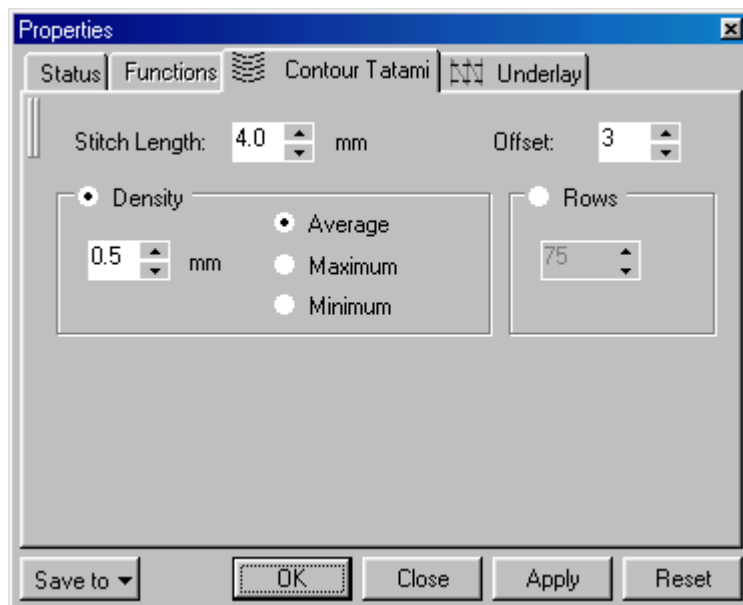 Properties
Status Functions Contour Tatami Underlay
Stitch Length: 4.0 mm Offset: 3
Density Rows
Average
0.5 mm 75
Maximum
Minimum
Save to OK Close Apply Reset